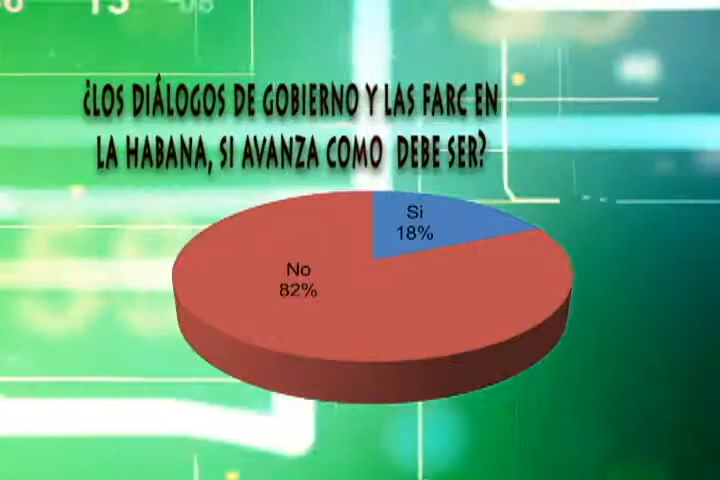 ¿LOS DIÁLOGOS DE GOBIERNO Y LAS FARC EN
LA HABANA, SI AVANZA COMO DEBE SER?
Si
18%
No
82%